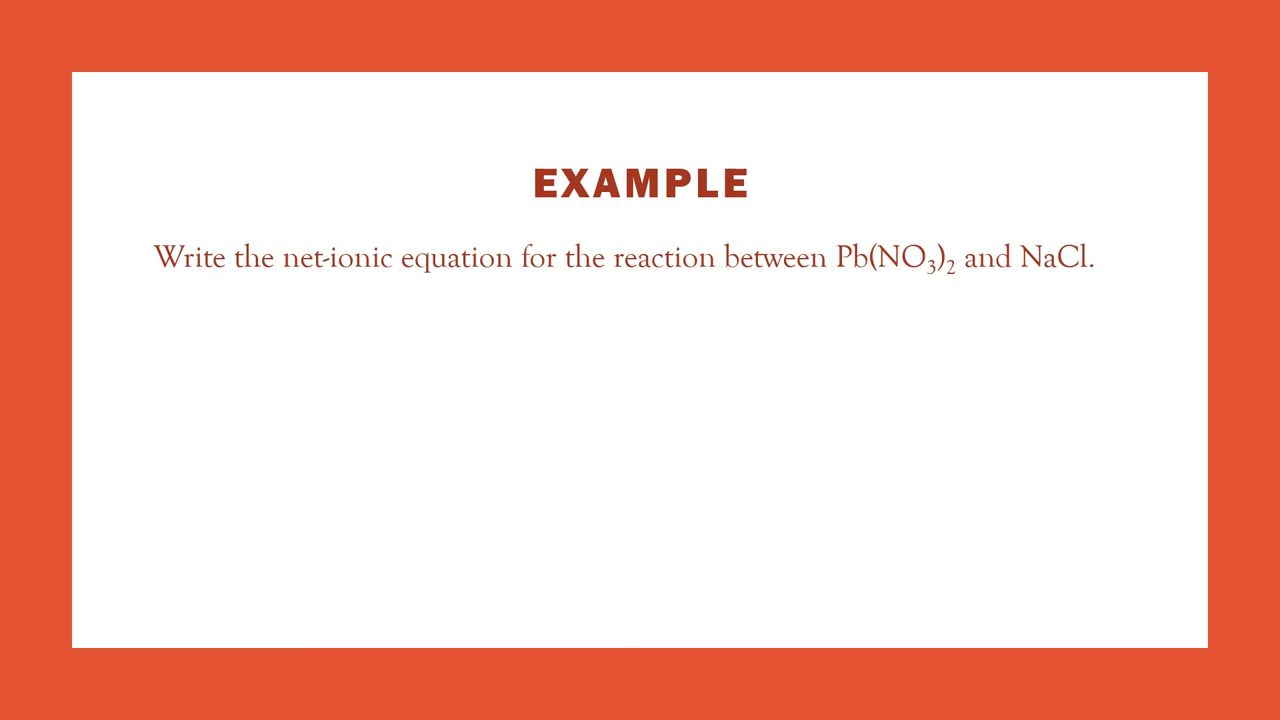 EXAMPLE
Write the net-ionic equation for the reaction between Pb(NO₃)₂ and NaCl.